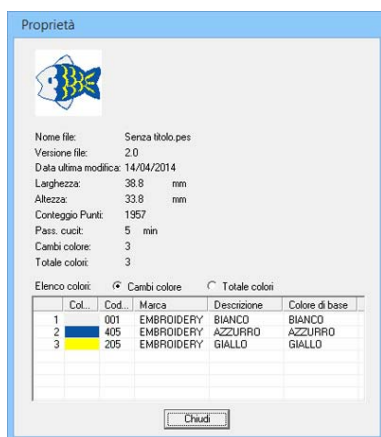 Proprietà
Nome file: Senza titolo.pes
Versione file: 2.0
Data ultima modifica: 14/04/2014
Larghezza: 38.8 mm
Altezza: 33.8 mm
Conteggio Punti: 1957
Pass. cucit: 5 min
Cambi colore: 3
Totale colori: 3
Elenco colori: Cambi colore Totale colori
Col... Cod... Marca Descrizione Colore di base
1 001 EMBROIDERY BIANCO BIANCO
2 405 EMBROIDERY AZZURRO AZZURRO
3 205 EMBROIDERY GIALLO GIALLO
Chiudi